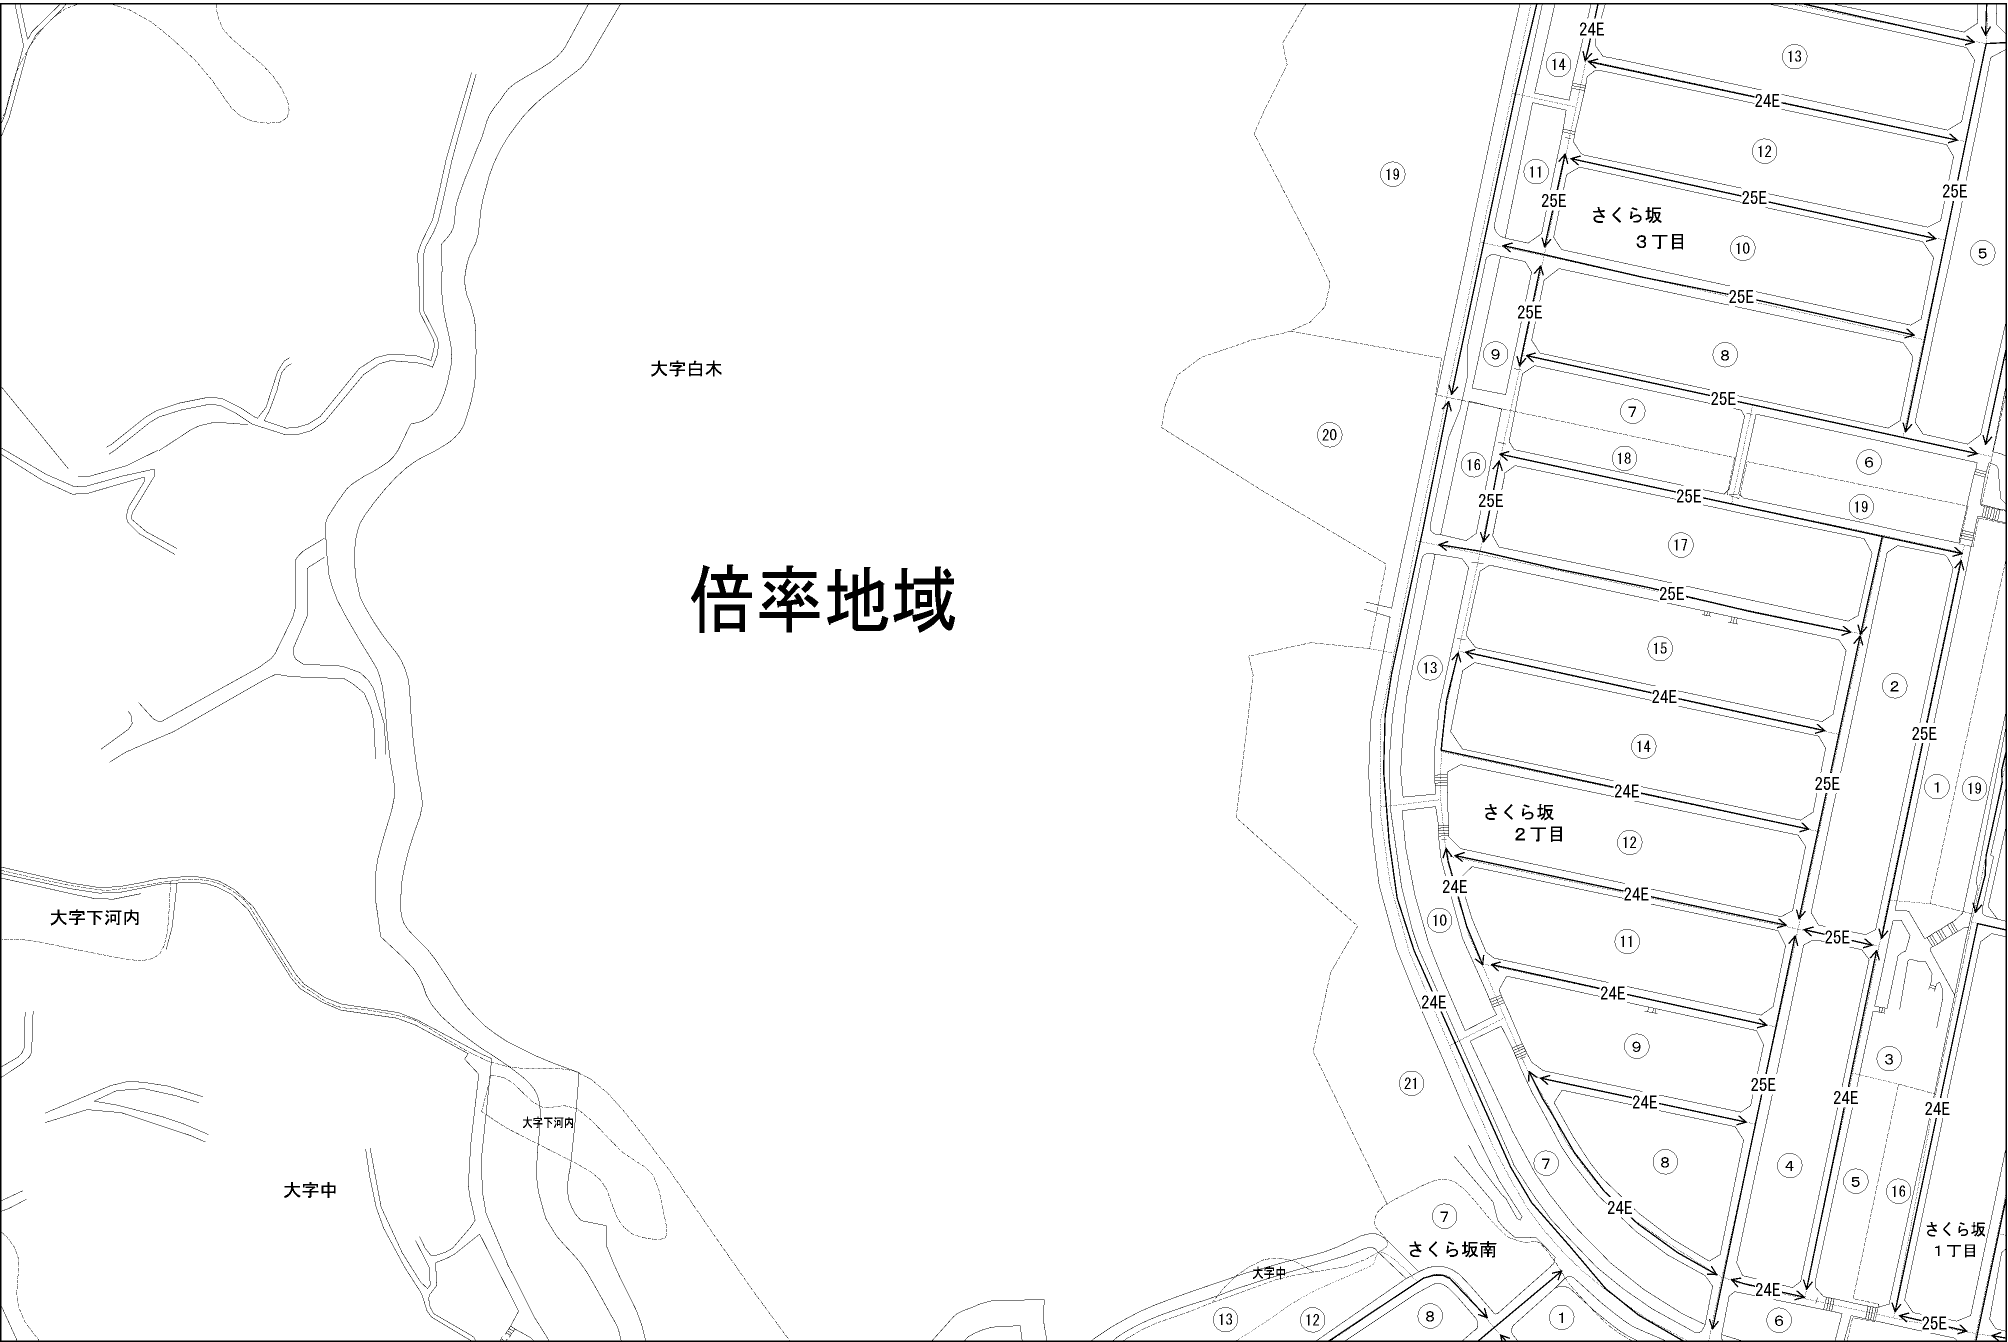 24E
⑬
⑭
24E
⑫
⑲
⑪
25E
25E
25E
さくら坂
3丁目
⑩
⑤
25E
25E
⑨
⑧
大字白木
25E
⑦
⑳
⑯
⑱
⑥
25E
25E
⑲
⑰
倍率地域
25E
⑮
⑬
②
24E
⑭
25E
25E
24E
①
⑲
さくら坂
2丁目
⑫
24E
24E
大字下河内
⑩
⑪
25E
24E
24E
⑨
③
㉑
25E
24E
24E
24E
大字下河内
⑦
⑧
④
⑤
⑯
大字中
24E
⑦
さくら坂南
さくら坂
1丁目
大字中
24E
⑬
⑫
⑧
①
⑥
25E